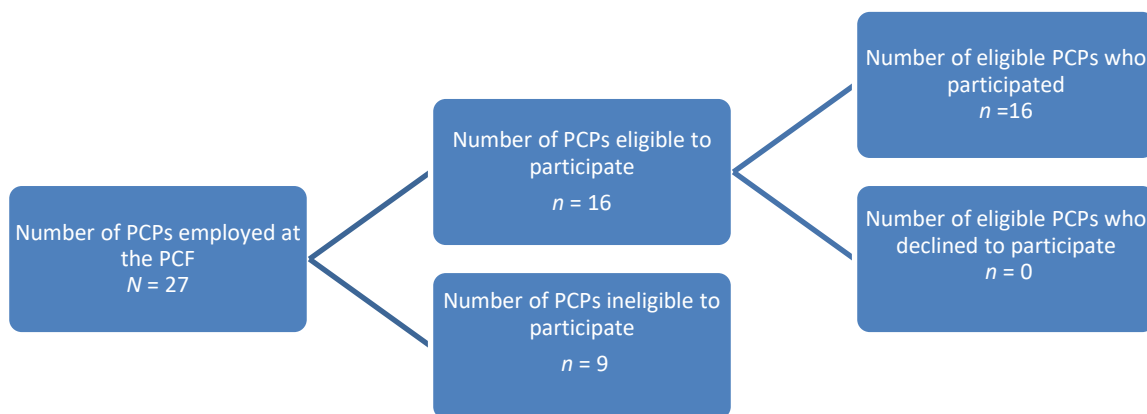 Number of PCPs employed at
the PCF
N = 27
Number of PCPs eligible to
participate
n = 16
Number of PCPs ineligible to
participate
n = 9
Number of eligible PCPs who
participated
n =16
Number of eligible PCPs who
declined to participate
n = 0